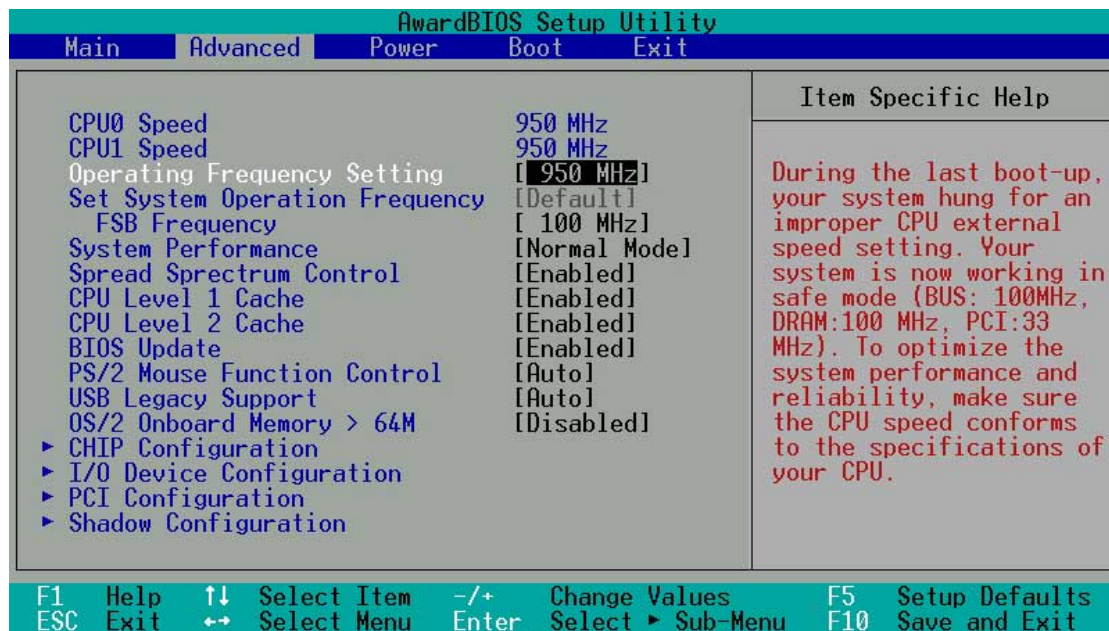 AwardBIOS Setup Utility
Main Advanced Power Boot Exit
CPU0 Speed 950 MHz
CPU1 Speed 950 MHz
Operating Frequency Setting [ 950 MHz]
Set System Operation Frequency [Default]
FSB Frequency [ 100 MHz]
System Performance [Normal Mode]
Spread Sprectrum Control [Enabled]
CPU Level 1 Cache [Enabled]
CPU Level 2 Cache [Enabled]
BIOS Update [Enabled]
PS/2 Mouse Function Control [Auto]
USB Legacy Support [Auto]
OS/2 Onboard Memory > 64M [Disabled]
► CHIP Configuration
► I/O Device Configuration
► PCI Configuration
► Shadow Configuration
Item Specific Help
During the last boot-up,
your system hung for an
improper CPU external
speed setting. Your
system is now working in
safe mode (BUS: 100MHz,
DRAM:100 MHz, PCI:33
MHz). To optimize the
system performance and
reliability, make sure
the CPU speed conforms
to the specifications of
your CPU.
F1 Help ↑↓ Select Item -/+ Change Values F5 Setup Defaults
ESC Exit ←→ Select Menu Enter Select ► Sub-Menu F10 Save and Exit